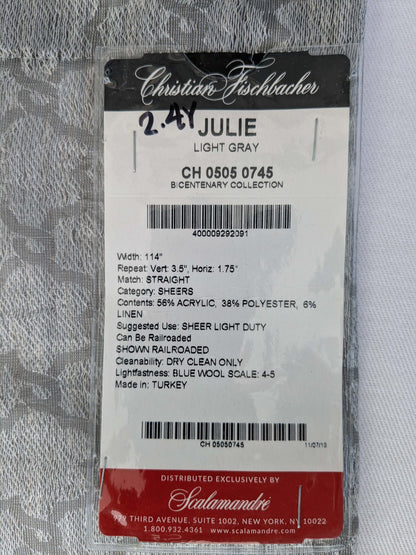 Christian Fischbacher
2.4Y JULIE
LIGHT GRAY
CH 0505 0745
BICENTENARY COLLECTION
400009292091
Width: 114"
Repeat: Vert: 3.5", Horiz: 1.75"
Match: STRAIGHT
Category: SHEERS
Contents: 56% ACRYLIC, 38% POLYESTER, 6%
LINEN
Suggested Use: SHEER LIGHT DUTY
Can Be Railroaded
SHOWN RAILROADED
Cleanability: DRY CLEAN ONLY
Lightfastness: BLUE WOOL SCALE: 4-5
Made in: TURKEY
CH 05050745
11/07/19
DISTRIBUTED EXCLUSIVELY BY
Scalamandré
979 THIRD AVENUE, SUITE 1002, NEW YORK, NY 10022
1.800.932.4361 www.scalamandre.com